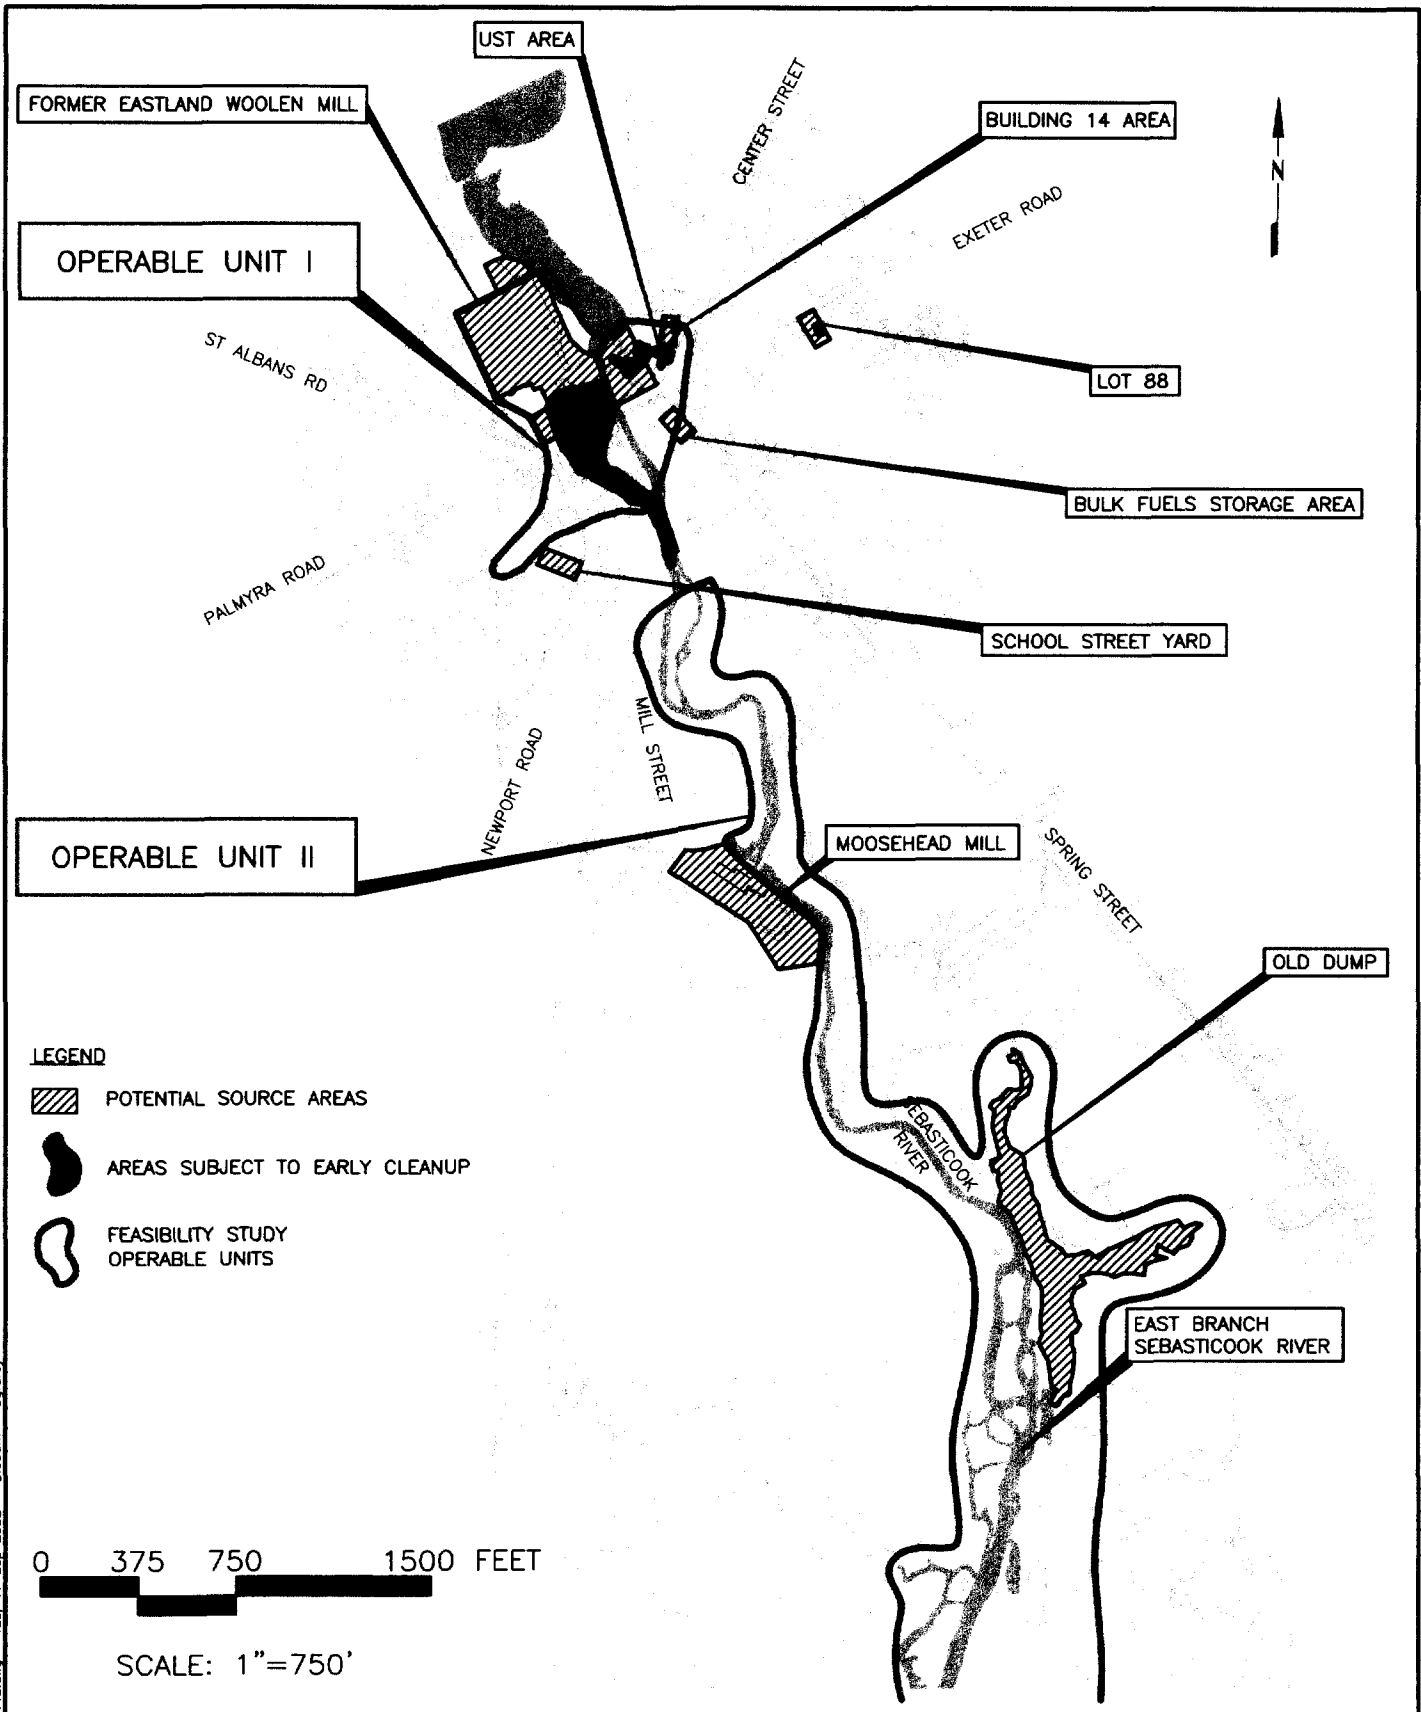 UST AREA
FORMER EASTLAND WOOLEN MILL
CENTER STREET
BUILDING 14 AREA
N
EXETER ROAD
OPERABLE UNIT I
ST ALBANS RD
LOT 88
BULK FUELS STORAGE AREA
PALMYRA ROAD
SCHOOL STREET YARD
MILL STREET
NEWPORT ROAD
OPERABLE UNIT II
MOOSEHEAD MILL
SPRING STREET
OLD DUMP
LEGEND
POTENTIAL SOURCE AREAS
AREAS SUBJECT TO EARLY CLEANUP
FEASIBILITY STUDY
OPERABLE UNITS
SEBASTICOOK
RIVER
EAST BRANCH
SEBASTICOOK RIVER
0 375 750 1500 FEET
SCALE: 1"=750'